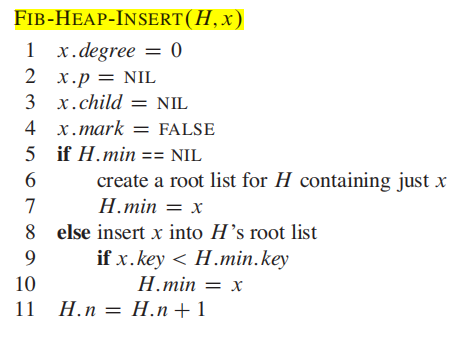 FIB-HEAP-INSERT(H, x)
1 x.degree = 0
2 x.p = NIL
3 x.child = NIL
4 x.mark = FALSE
5 if H.min == NIL
6 create a root list for H containing just x
7 H.min = x
8 else insert x into H's root list
9 if x.key < H.min.key
10 H.min = x
11 H.n = H.n + 1